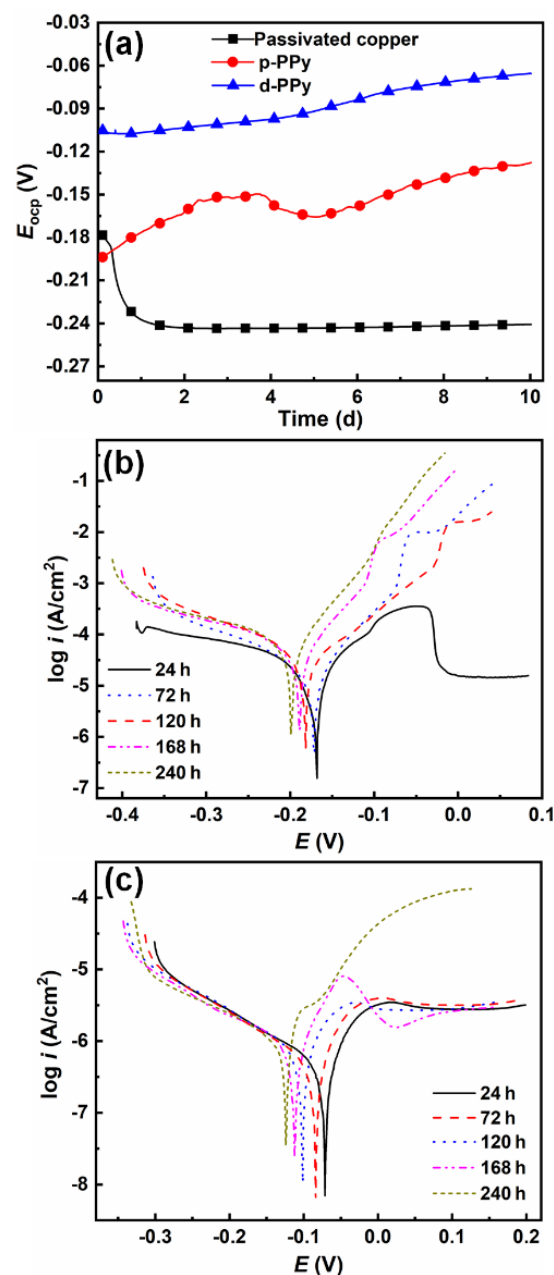 (a)
Passivated copper
p-PPy
d-PPy
-0.03
-0.06
-0.09
-0.12
-0.15
-0.18
-0.21
-0.24
-0.27
E_ocp (V)
0 2 4 6 8 10
Time (d)
(b)
-1
-2
-3
-4
-5
-6
-7
log i (A/cm²)
24 h
72 h
120 h
168 h
240 h
-0.4 -0.3 -0.2 -0.1 0.0 0.1
E (V)
(c)
-4
-5
-6
-7
-8
log i (A/cm²)
24 h
72 h
120 h
168 h
240 h
-0.3 -0.2 -0.1 0.0 0.1 0.2
E (V)